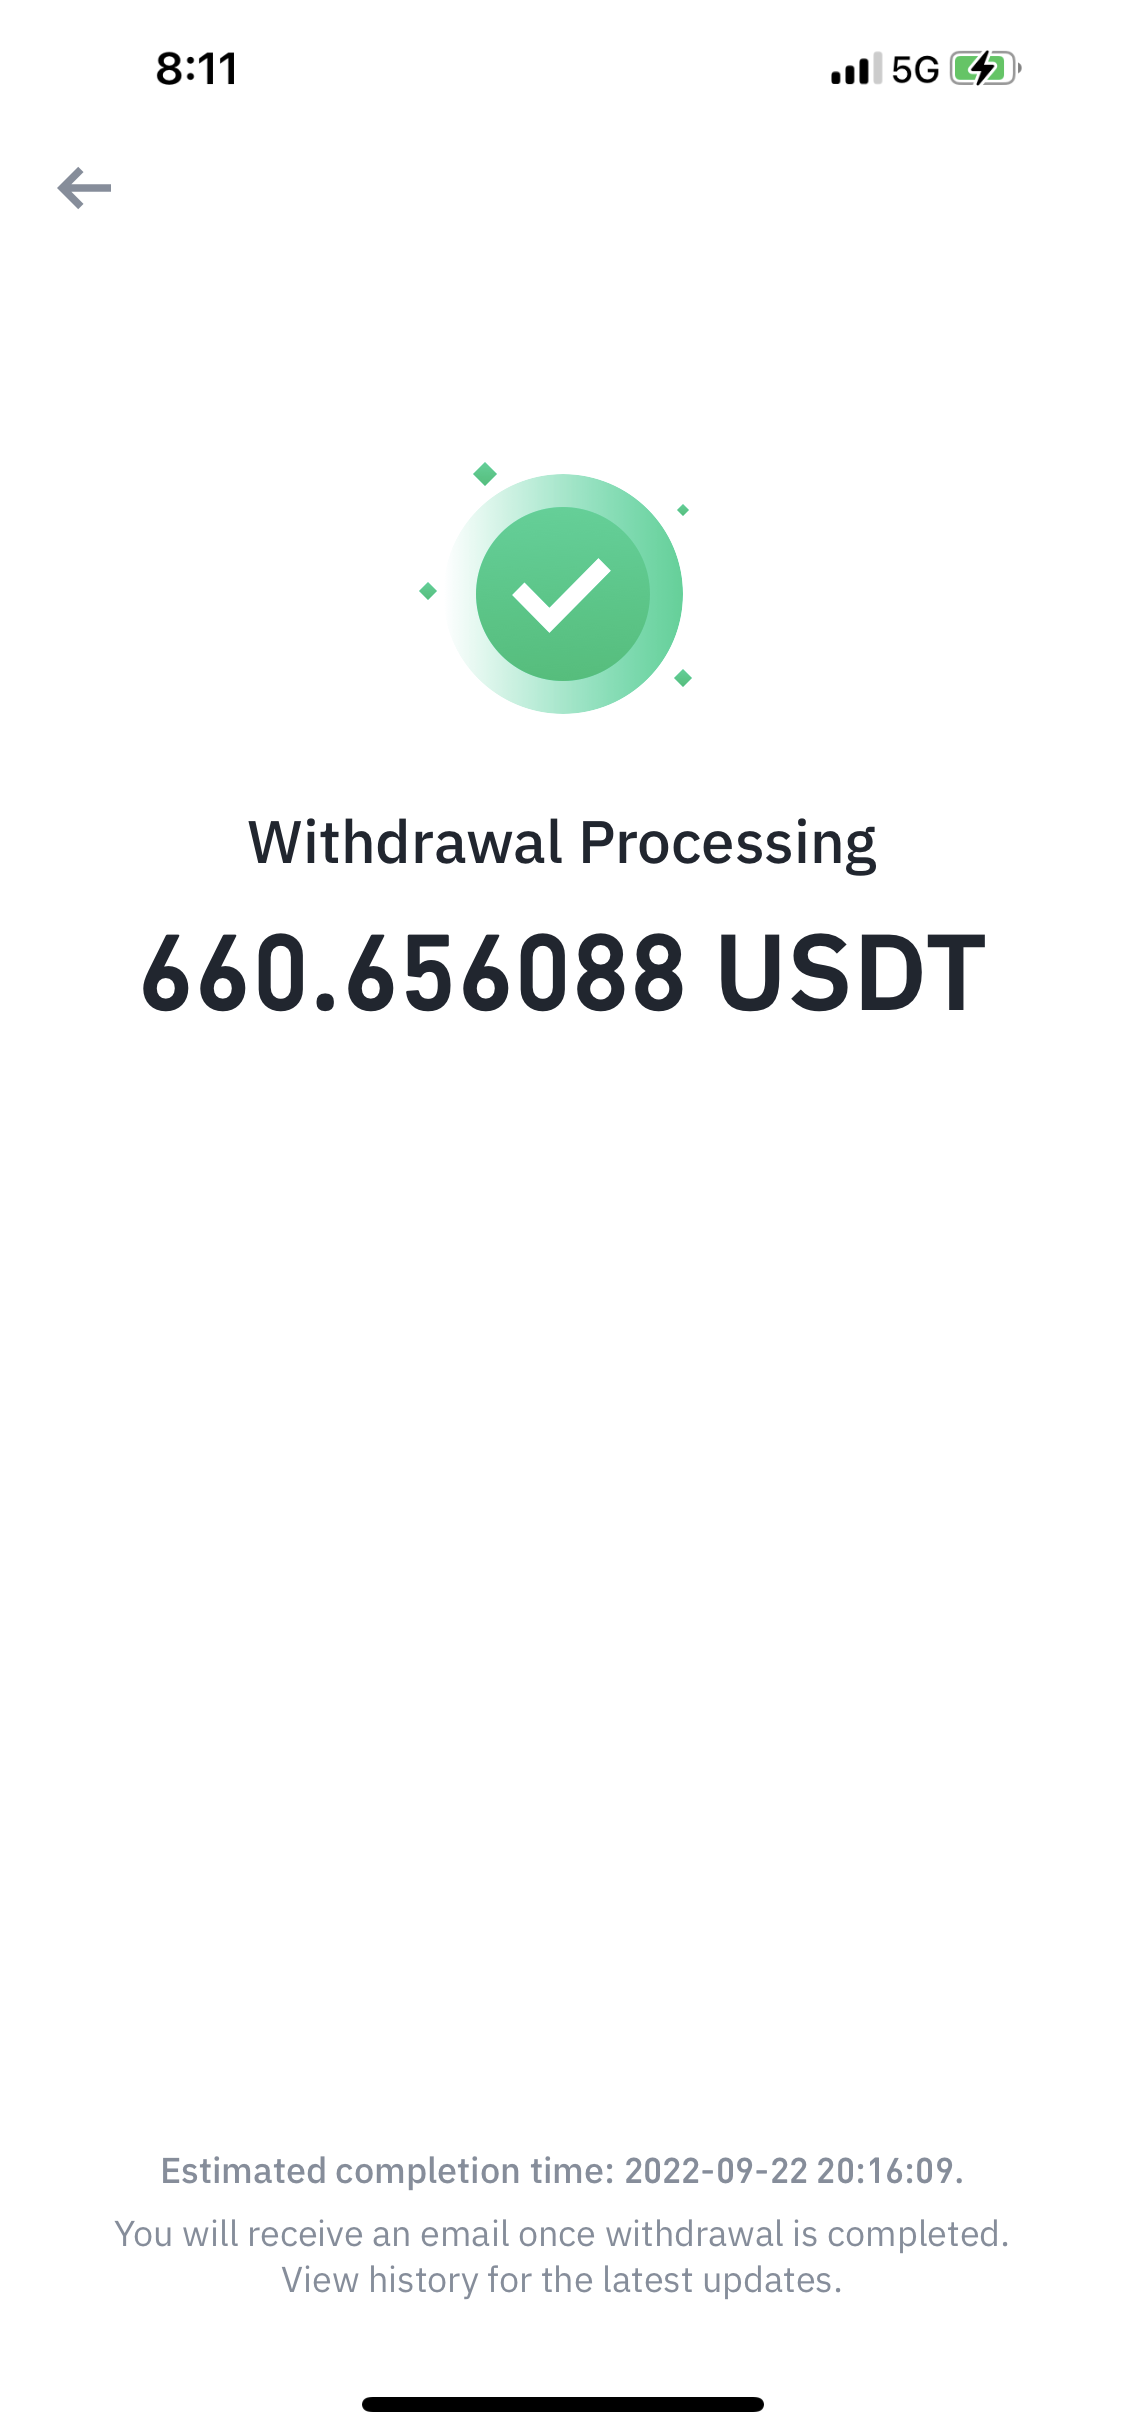 8:11 5G
Withdrawal Processing
660.656088 USDT
Estimated completion time: 2022-09-22 20:16:09.
You will receive an email once withdrawal is completed.
View history for the latest updates.